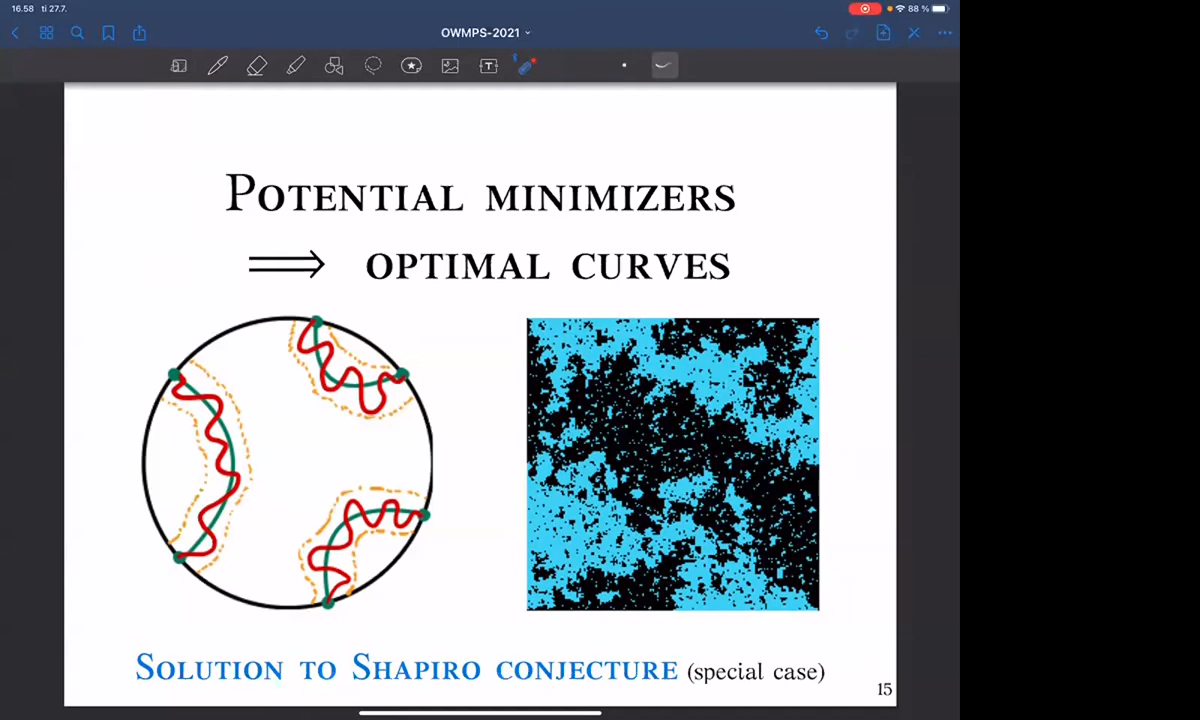 16.58 ti 27.7.
88 %
OWMPS-2021
T
POTENTIAL MINIMIZERS
⟹ OPTIMAL CURVES
SOLUTION TO SHAPIRO CONJECTURE (special case)
15